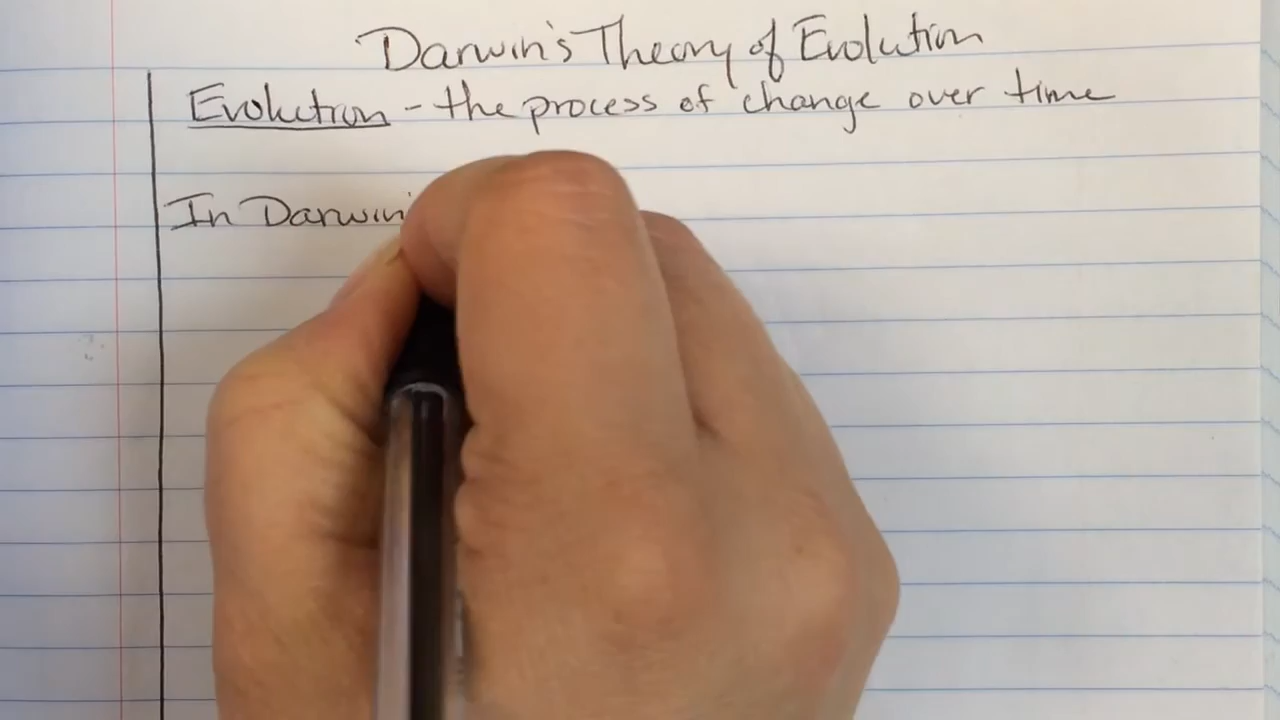 Darwin's Theory of Evolution
Evolution - the process of change over time
In Darwin'